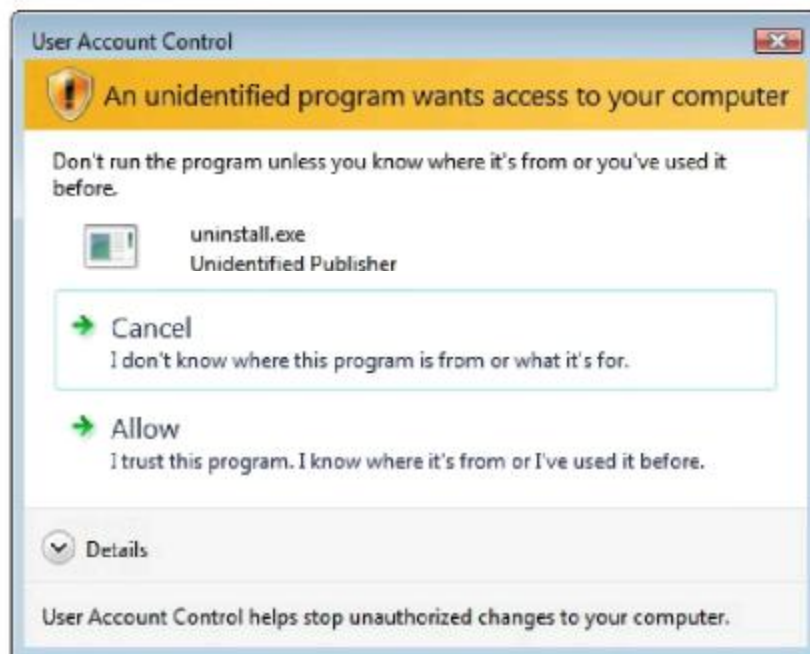 User Account Control
An unidentified program wants access to your computer
Don't run the program unless you know where it's from or you've used it
before.
uninstall.exe
Unidentified Publisher
Cancel
I don't know where this program is from or what it's for.
Allow
I trust this program. I know where it's from or I've used it before.
Details
User Account Control helps stop unauthorized changes to your computer.